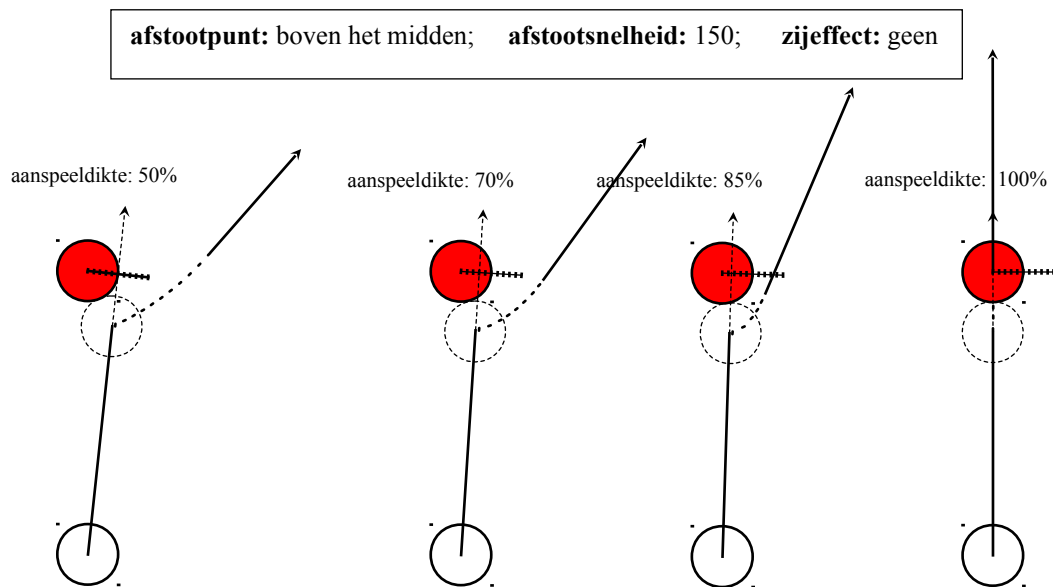 afstootpunt: boven het midden; afstootsnelheid: 150; zijeffect: geen
aanspeeldikte: 50%
aanspeeldikte: 70%
aanspeeldikte: 85%
aanspeeldikte: 100%